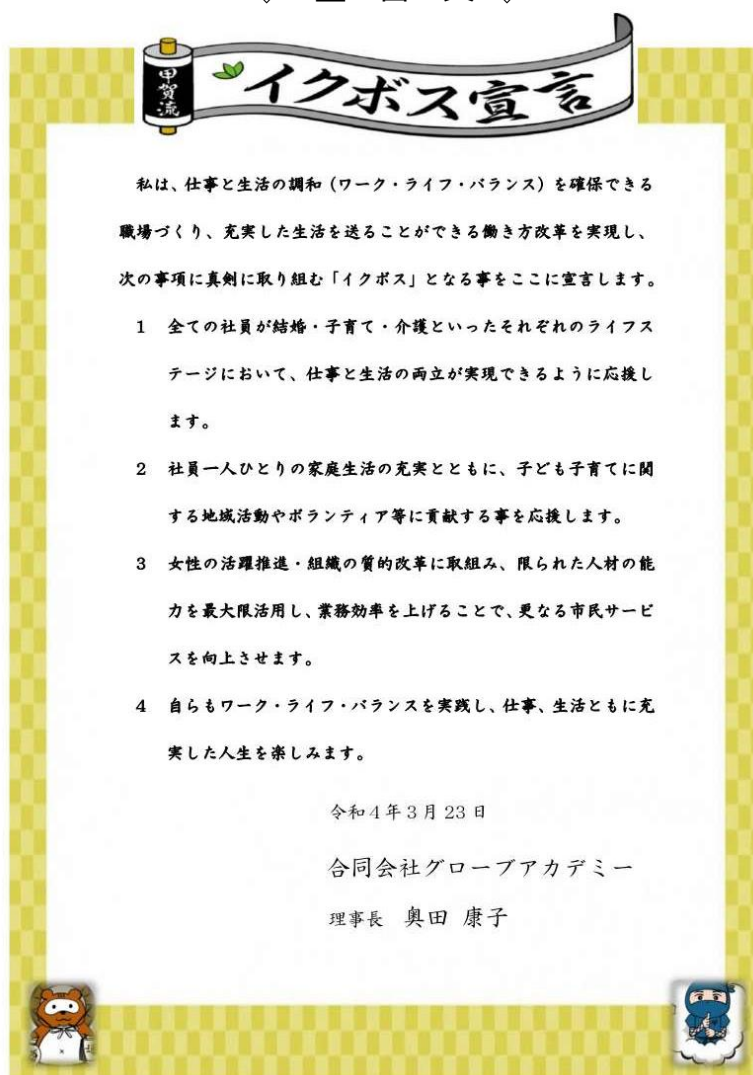 甲賀流
イクボス宣言
私は、仕事と生活の調和（ワーク・ライフ・バランス）を確保できる
職場づくり、充実した生活を送ることができる働き方改革を実現し、
次の事項に真剣に取り組む「イクボス」となる事をここに宣言します。
1 全ての社員が結婚・子育て・介護といったそれぞれのライフス
テージにおいて、仕事と生活の両立が実現できるように応援し
ます。
2 社員一人ひとりの家庭生活の充実とともに、子ども子育てに関
する地域活動やボランティア等に貢献する事を応援します。
3 女性の活躍推進・組織の質的改革に取組み、限られた人材の能
力を最大限活用し、業務効率を上げることで、更なる市民サービ
スを向上させます。
4 自らもワーク・ライフ・バランスを実践し、仕事、生活ともに充
実した人生を楽しみます。
令和4年3月23日
合同会社グローブアカデミー
理事長 奥田 康子